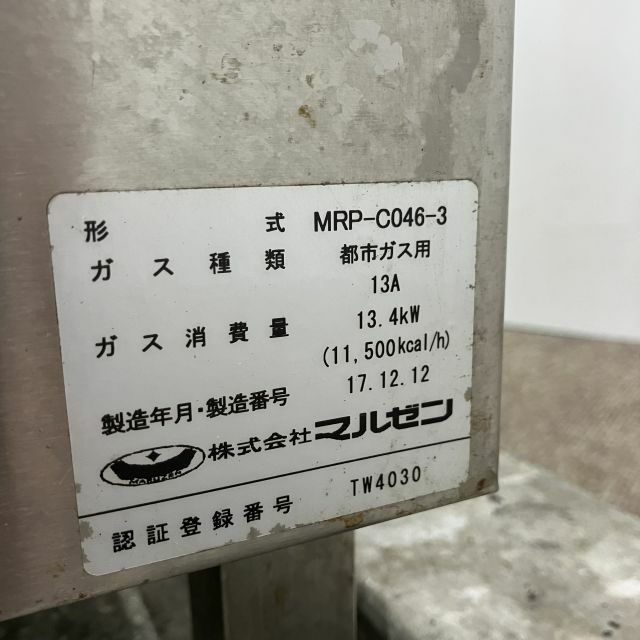 形式 MRP-C046-3
ガス種類 都市ガス用
13A
ガス消費量 13.4kW
(11,500kcal/h)
製造年月・製造番号 17.12.12
MARUZEN 株式会社マルゼン
認証登録番号 TW4030